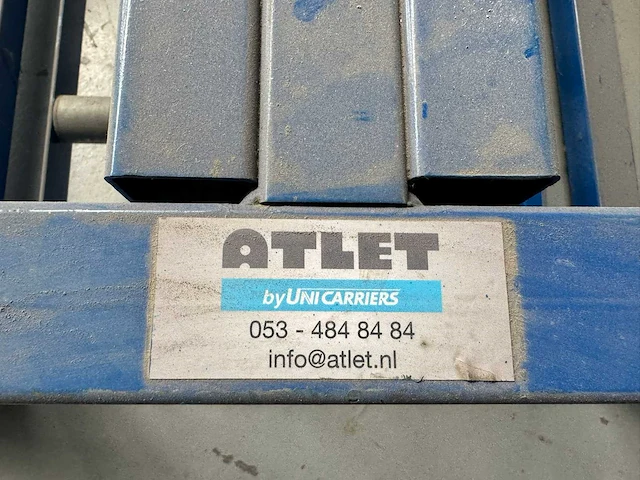 ATLET
by UNICARRIERS
053 - 484 84 84
info@atlet.nl